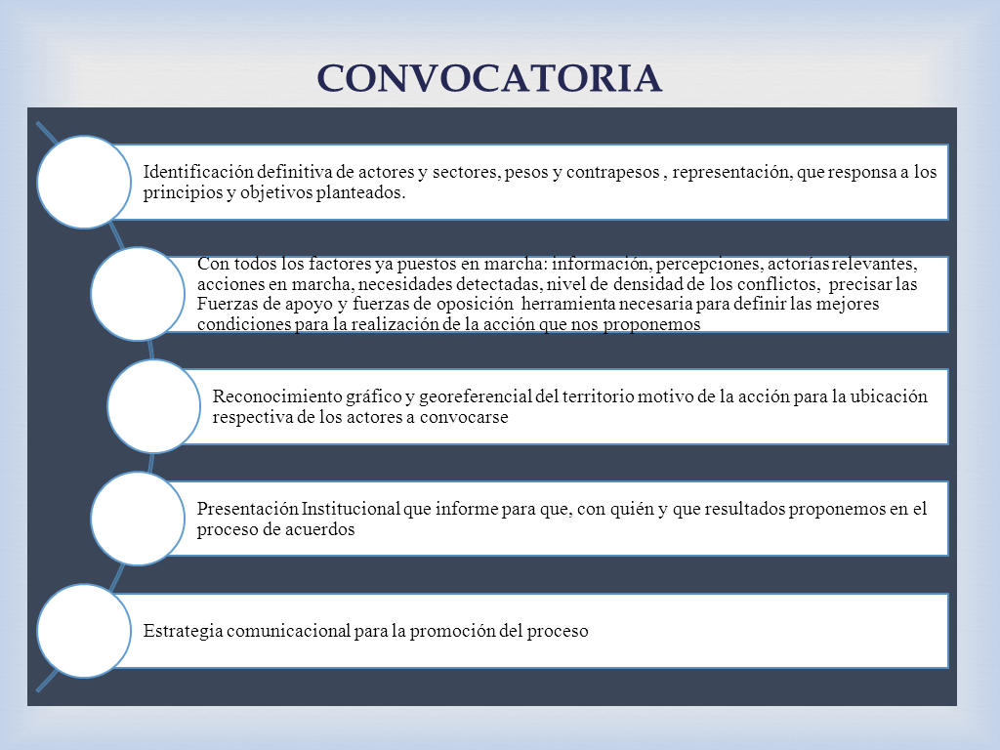 CONVOCATORIA
Identificación definitiva de actores y sectores, pesos y contrapesos , representación, que responsa a los
principios y objetivos planteados.
Con todos los factores ya puestos en marcha: información, percepciones, actorías relevantes,
acciones en marcha, necesidades detectadas, nivel de densidad de los conflictos,  precisar las
Fuerzas de apoyo y fuerzas de oposición  herramienta necesaria para definir las mejores
condiciones para la realización de la acción que nos proponemos
Reconocimiento gráfico y georeferencial del territorio motivo de la acción para la ubicación
respectiva de los actores a convocarse
Presentación Institucional que informe para que, con quién y que resultados proponemos en el
proceso de acuerdos
Estrategia comunicacional para la promoción del proceso